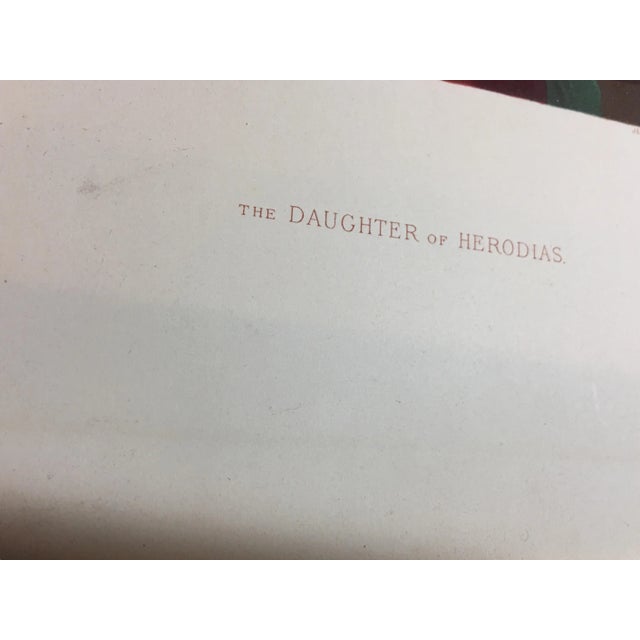 THE DAUGHTER OF HERODIAS.